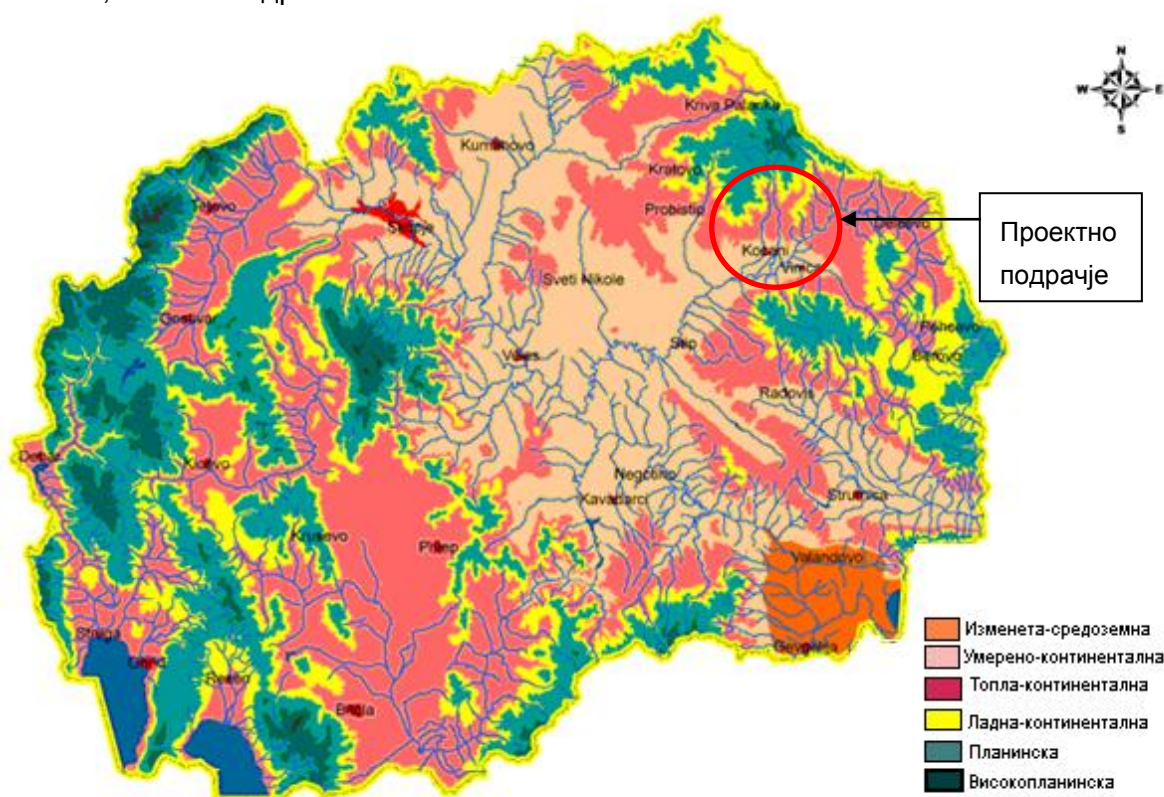 N
W E
S
Kriva Palanka
Kumanovo
Kratovo
Tetovo
Probistip
Delcevo
Skopje
Проектно
подрачје
Kocani
Vinica
Sveti Nikole
Gostivar
Pehcevo
Stip
Veles
Berovo
Radovis
Debar
Kicevo
Negotino
Kavadarci
Strumica
Krusevo
Prilep
Valandovo
Изменета-средоземна
Struga
Gevgelija
Умерено-континентална
Ohrid
Resen
Топла-континентална
Bitola
Ладна-континентална
Планинска
Високопланинска